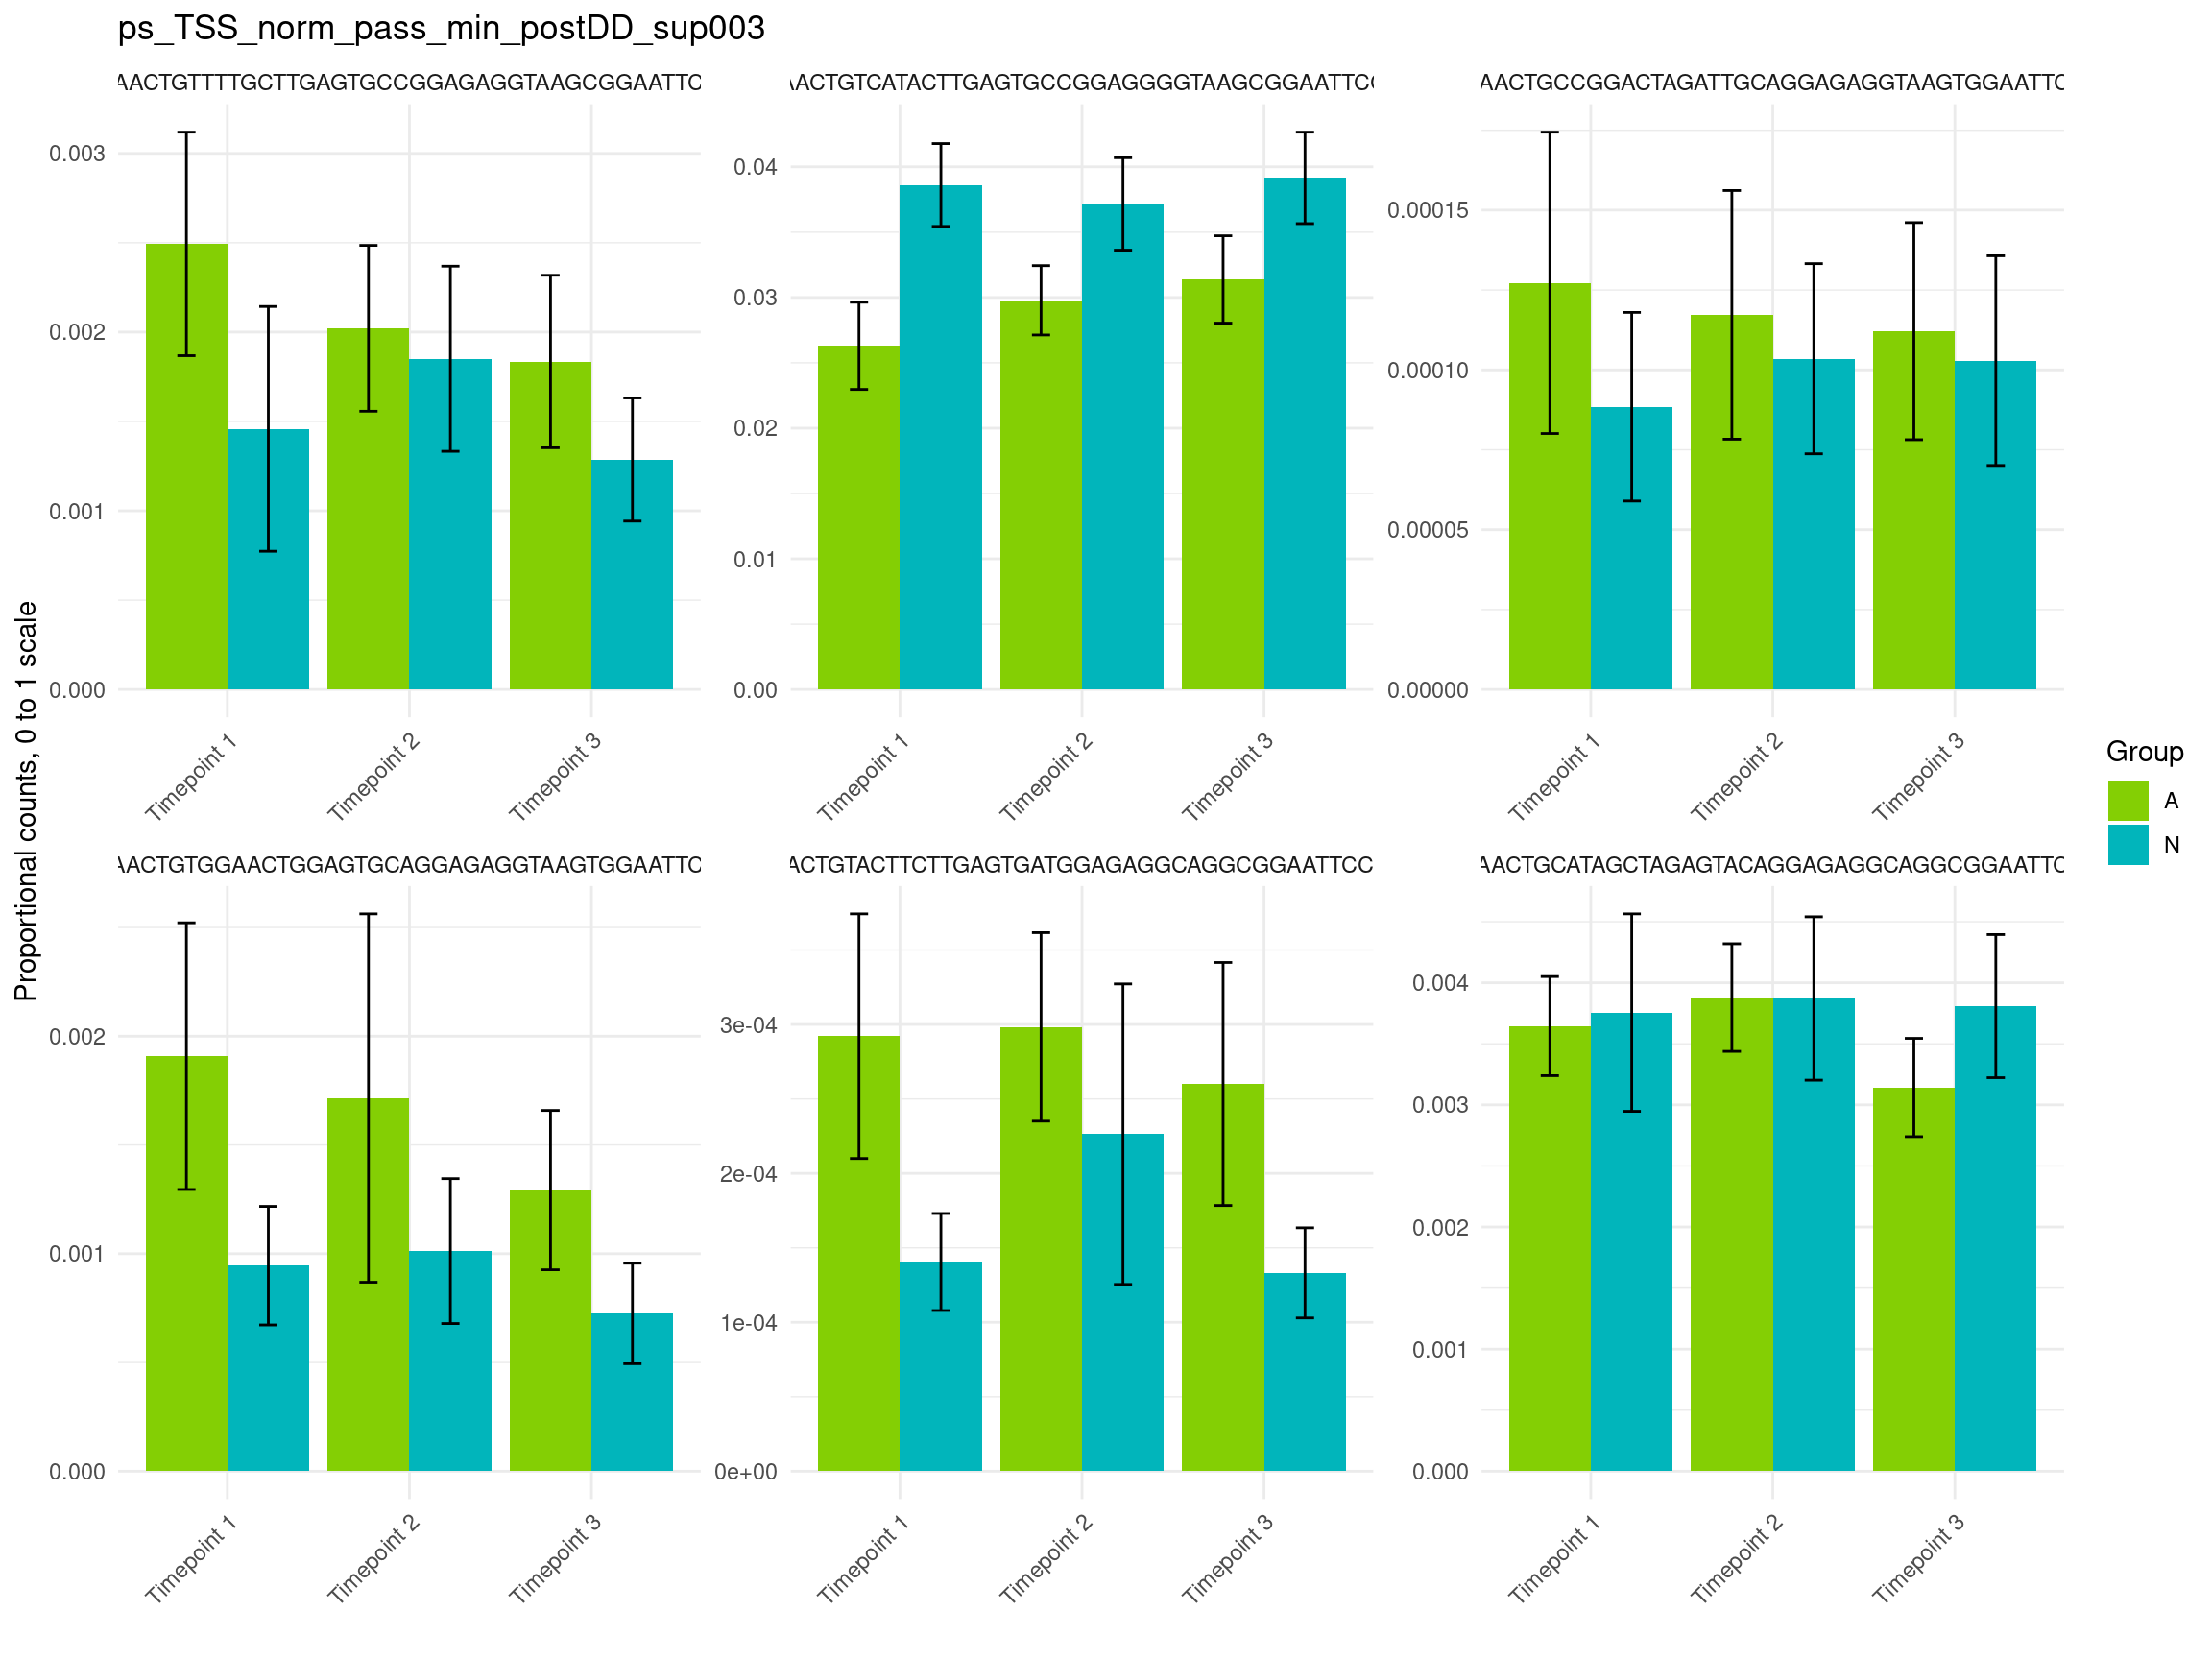 ps_TSS_norm_pass_min_postDD_sup003
AACTGTTTTGCTTGAGTGCCGGAGAGGTAAGCGGAATTC
AACTGTCATACTTGAGTGCCGGAGGGGTAAGCGGAATTCC
AACTGCCGGACTAGATTGCAGGAGAGGTAAGTGGAATTC
0.003
0.002
0.001
0.000
0.04
0.03
0.02
0.01
0.00
0.00015
0.00010
0.00005
0.00000
Timepoint 1
Timepoint 2
Timepoint 3
Timepoint 1
Timepoint 2
Timepoint 3
Timepoint 1
Timepoint 2
Timepoint 3
Proportional counts, 0 to 1 scale
Group
A
N
AACTGTGGAACTGGAGTGCAGGAGAGGTAAGTGGAATTC
ACTGTACTTCTTGAGTGATGGAGAGGCAGGCGGAATTCC
AACTGCATAGCTAGAGTACAGGAGAGGCAGGCGGAATTC
0.002
0.001
0.000
3e-04
2e-04
1e-04
0e+00
0.004
0.003
0.002
0.001
0.000
Timepoint 1
Timepoint 2
Timepoint 3
Timepoint 1
Timepoint 2
Timepoint 3
Timepoint 1
Timepoint 2
Timepoint 3